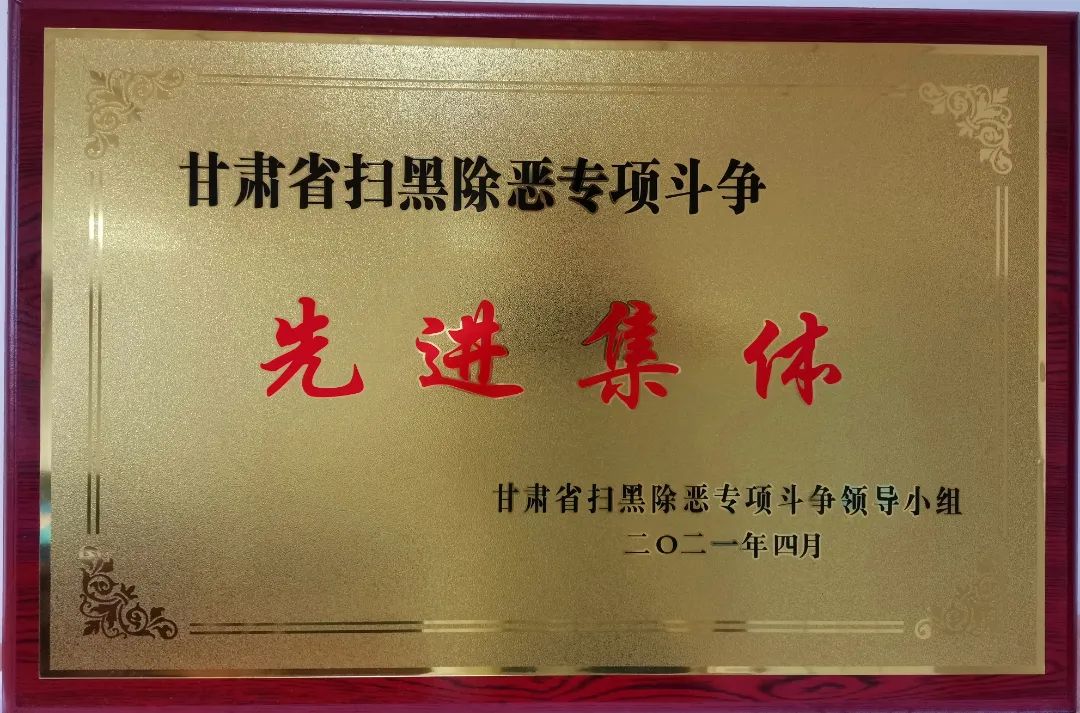 甘肃省扫黑除恶专项斗争
先进集体
甘肃省扫黑除恶专项斗争领导小组
二〇二一年四月